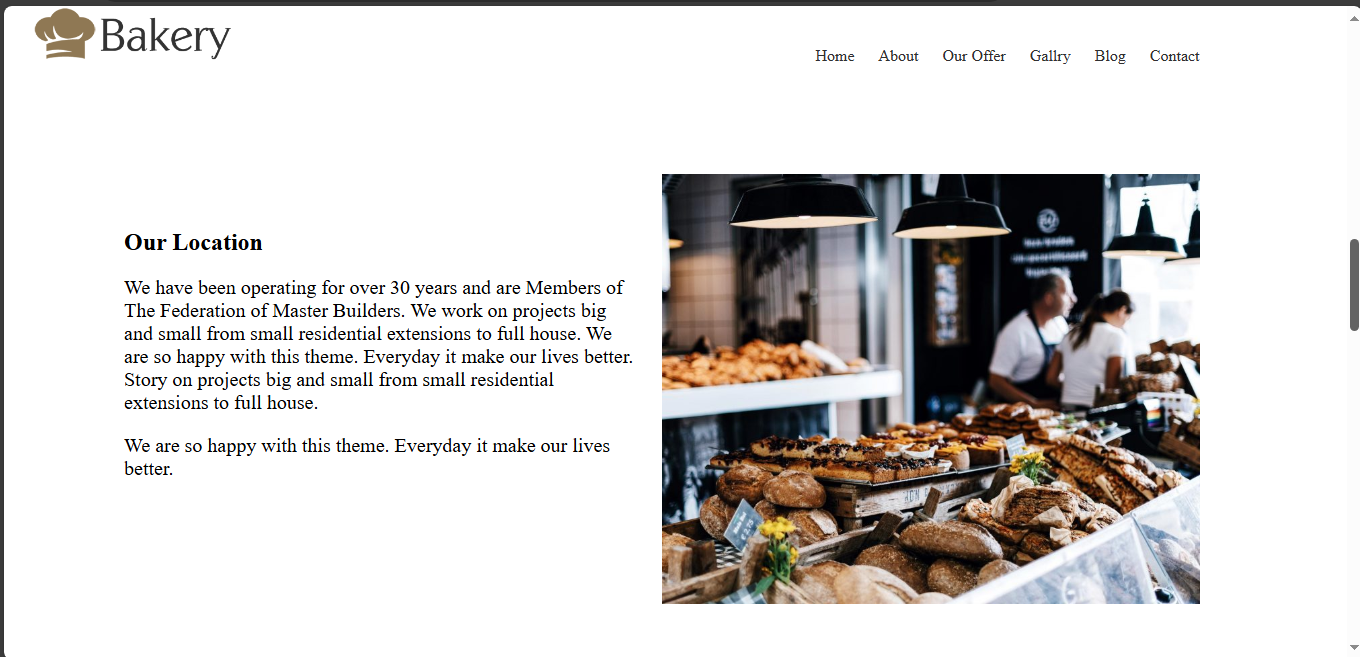 Bakery
Home About Our Offer Gallry Blog Contact
Our Location
We have been operating for over 30 years and are Members of
The Federation of Master Builders. We work on projects big
and small from small residential extensions to full house. We
are so happy with this theme. Everyday it make our lives better.
Story on projects big and small from small residential
extensions to full house.
We are so happy with this theme. Everyday it make our lives
better.